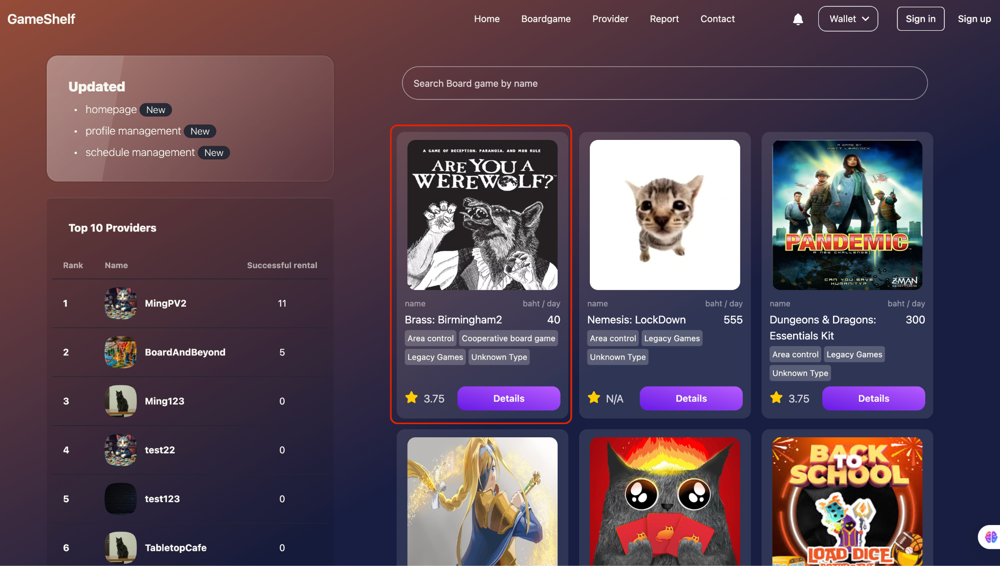 GameShelf
Home Boardgame Provider Report Contact Wallet Sign in Sign up
Updated
• homepage New
• profile management New
• schedule management New
Top 10 Providers
Rank Name Successful rental
1 MingPV2 11
2 BoardAndBeyond 5
3 Ming123 0
4 test22 0
5 test123 0
6 TabletopCafe 0
Search Board game by name
A GAME OF DECEPTION, PARANOIA, AND MOB RULE
ARE YOU A
WEREWOLF?™
name baht / day
Brass: Birmingham2 40
Area control Cooperative board game
Legacy Games Unknown Type
3.75 Details
name baht / day
Nemesis: LockDown 555
Area control Legacy Games
Unknown Type
N/A Details
A GAME BY
MATT LEACOCK
PANDEMIC
A NEW CHALLENGE
CAN YOU SAVE
HUMANITY?
Z-MAN
games
name baht / day
Dungeons & Dragons: 300
Essentials Kit
Area control Legacy Games
Unknown Type
3.75 Details
BACK
TO
SCHOOL
LOAD DICE